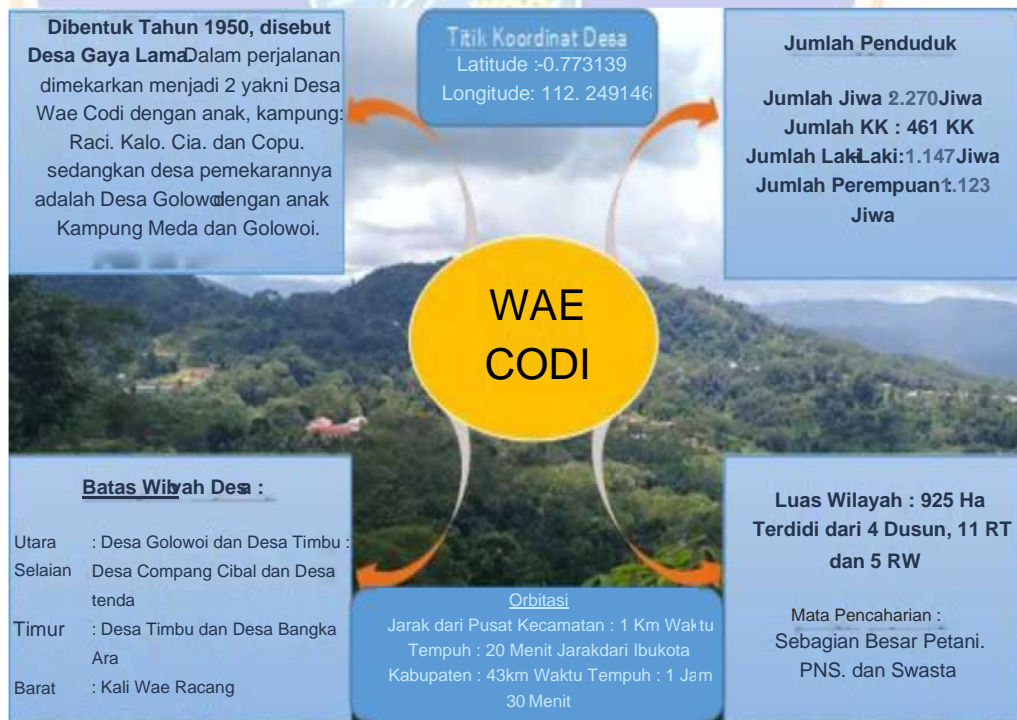 Dibentuk Tahun 1950, disebut
Desa Gaya Lama.Dalam perjalanan
dimekarkan menjadi 2 yakni Desa
Wae Codi dengan anak, kampung:
Raci. Kalo. Cia. dan Copu.
sedangkan desa pemekarannya
adalah Desa Golowoi dengan anak
Kampung Meda dan Golowoi.
Titik Koordinat Desa
Latitude :-0.773139
Longitude: 112. 249146
Jumlah Penduduk
Jumlah Jiwa 2.270Jiwa
Jumlah KK : 461 KK
Jumlah Laki-Laki:1.147Jiwa
Jumlah Perempuan :1.123
Jiwa
WAE
CODI
Batas Wilayah Desa :
Utara : Desa Golowoi dan Desa Timbu :
Selaian Desa Compang Cibal dan Desa
tenda
Timur : Desa Timbu dan Desa Bangka
Ara
Barat : Kali Wae Racang
Orbitasi
Jarak dari Pusat Kecamatan : 1 Km Waktu
Tempuh : 20 Menit Jarakdari Ibukota
Kabupaten : 43km Waktu Tempuh : 1 Jam
30 Menit
Luas Wilayah : 925 Ha
Terdidi dari 4 Dusun, 11 RT
dan 5 RW
Mata Pencaharian :
Sebagian Besar Petani.
PNS. dan Swasta